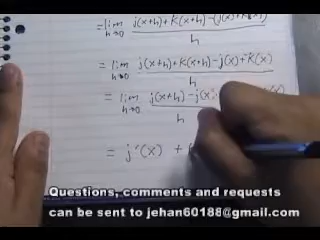 = lim h→0 j(x+h)+k(x+h)-(j(x)+k(x)) / h
= lim h→0 j(x+h)+k(x+h)-j(x)-k(x) / h
= lim h→0 j(x+h)-j(x) / h
= j'(x) +
Questions, comments and requests
can be sent to jehan60188@gmail.com